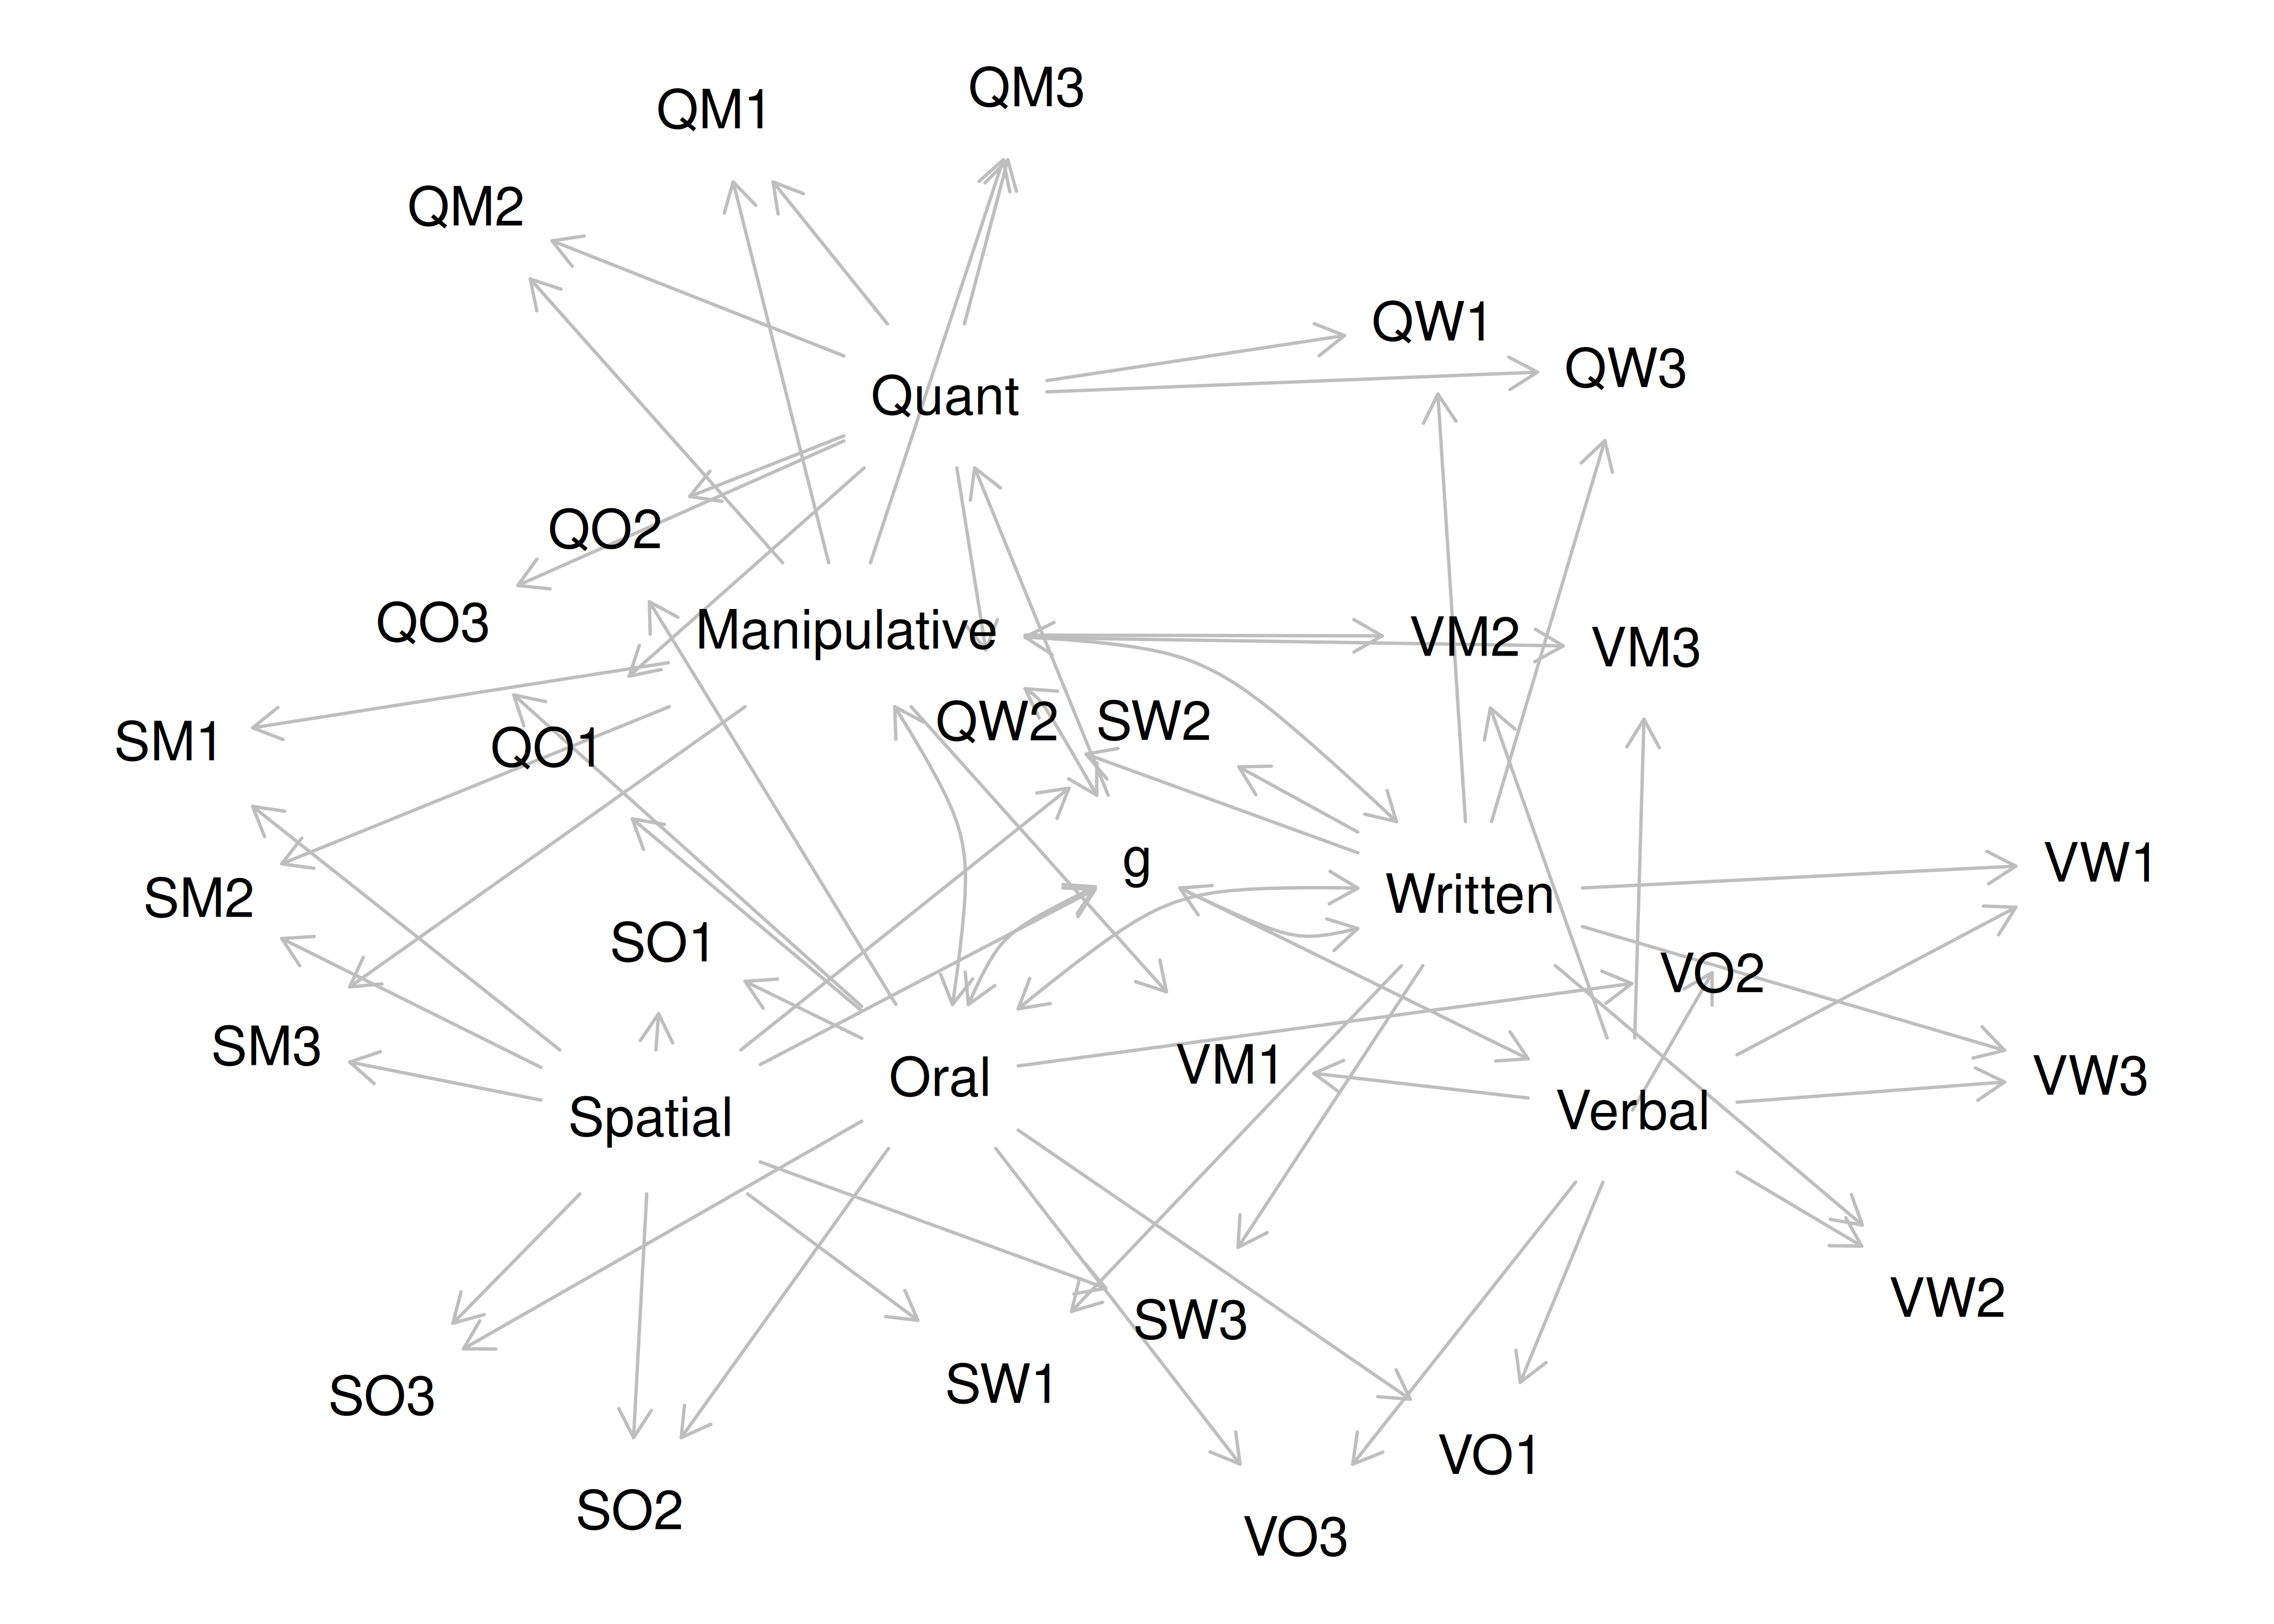 QM3
QM1
QM2
QW1
QW3
Quant
QO2
QO3
Manipulative
VM2
VM3
QW2
SW2
SM1
QO1
g
VW1
Written
SM2
SO1
VO2
SM3
VM1
Oral
VW3
Spatial
Verbal
VW2
SW3
SW1
SO3
VO1
SO2
VO3